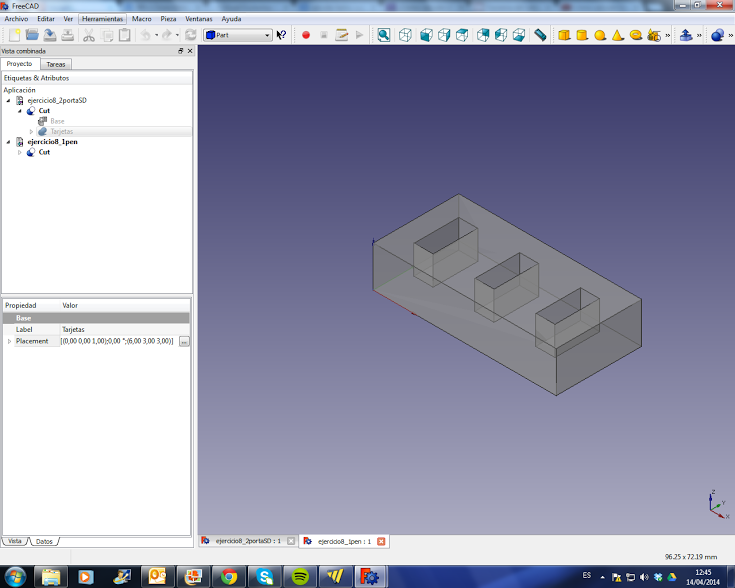 FreeCAD
Archivo Editar Ver Herramientas Macro Pieza Ventanas Ayuda
Part
Vista combinada
Proyecto Tareas
Etiquetas & Atributos
Aplicación
ejercicio8_2portaSD
Cut
Base
Tarjetas
ejercicio8_1pen
Cut
Propiedad Valor
Base
Label Tarjetas
Placement [(0,00 0,00 1,00);0,00 °;(6,00 3,00 3,00)] ...
Z
Y
X
Vista Datos
ejercicio8_2portaSD : 1 ejercicio8_1pen : 1
96.25 x 72.19 mm
ES 12:45
14/04/2014